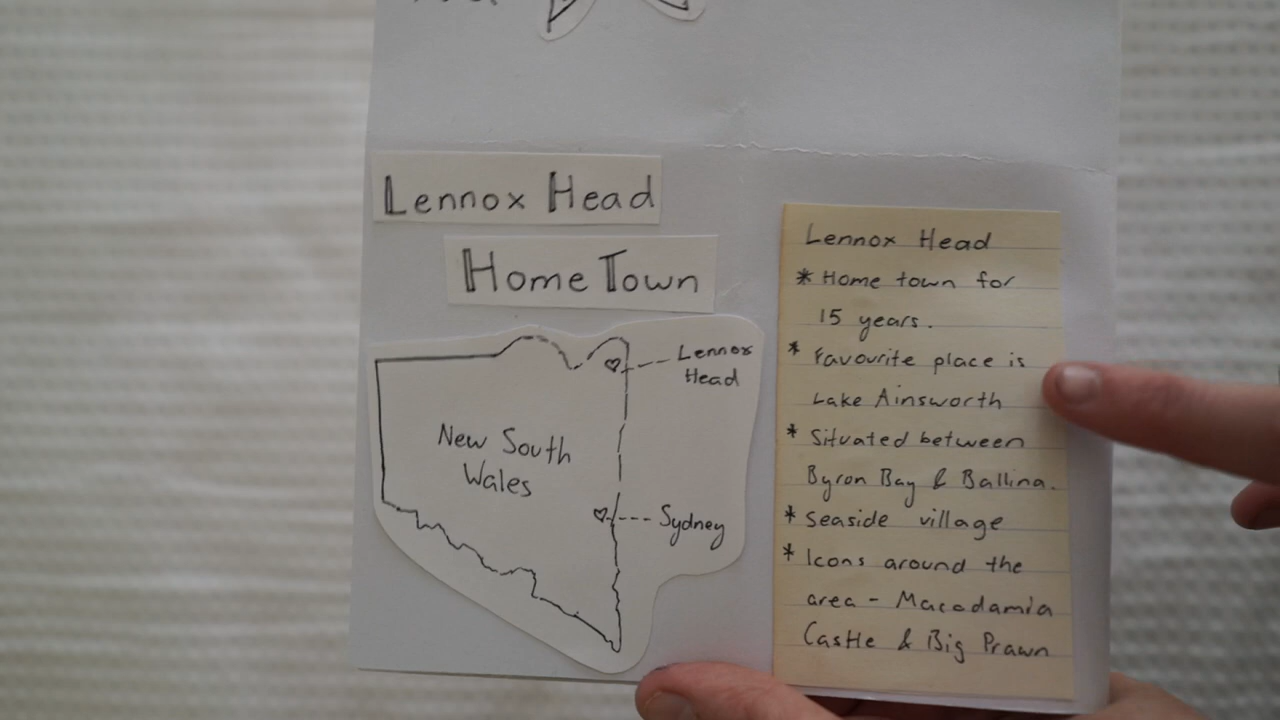 Lennox Head
Home Town
Lennox
Head
New South
Wales
Sydney
Lennox Head
* Home town for
15 years.
* Favourite place is
Lake Ainsworth
* Situated between
Byron Bay & Ballina.
* Seaside village
* Icons around the
area - Macadamia
Castle & Big Prawn